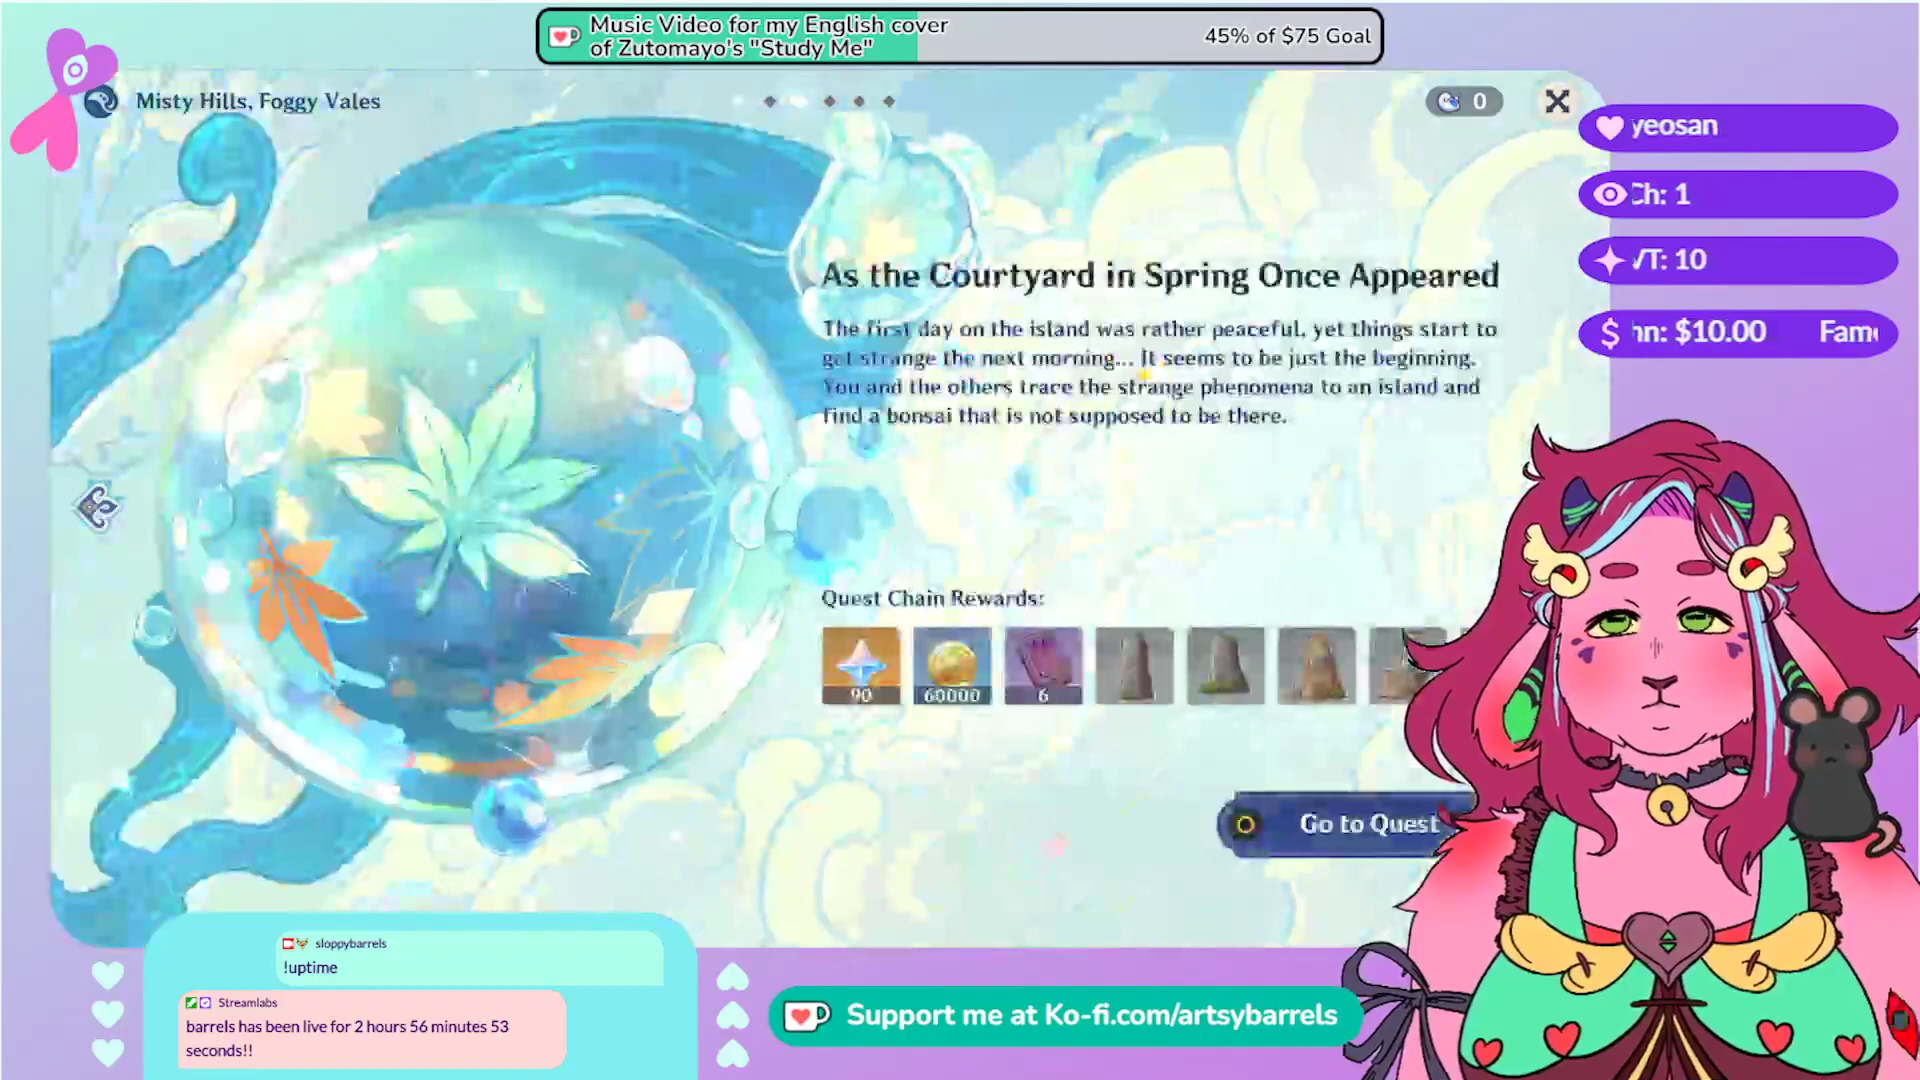 Music Video for my English cover
of Zutomayo's "Study Me"
45% of $75 Goal
Misty Hills, Foggy Vales
0
yeosan
Ch: 1
VT: 10
hn: $10.00 Fam
As the Courtyard in Spring Once Appeared
The first day on the island was rather peaceful, yet things start to
get strange the next morning... It seems to be just the beginning.
You and the others trace the strange phenomena to an island and
find a bonsai that is not supposed to be there.
Quest Chain Rewards:
90
60000
6
Go to Quest
sloppybarrels
!uptime
Streamlabs
barrels has been live for 2 hours 56 minutes 53
seconds!!
Support me at Ko-fi.com/artsybarrels